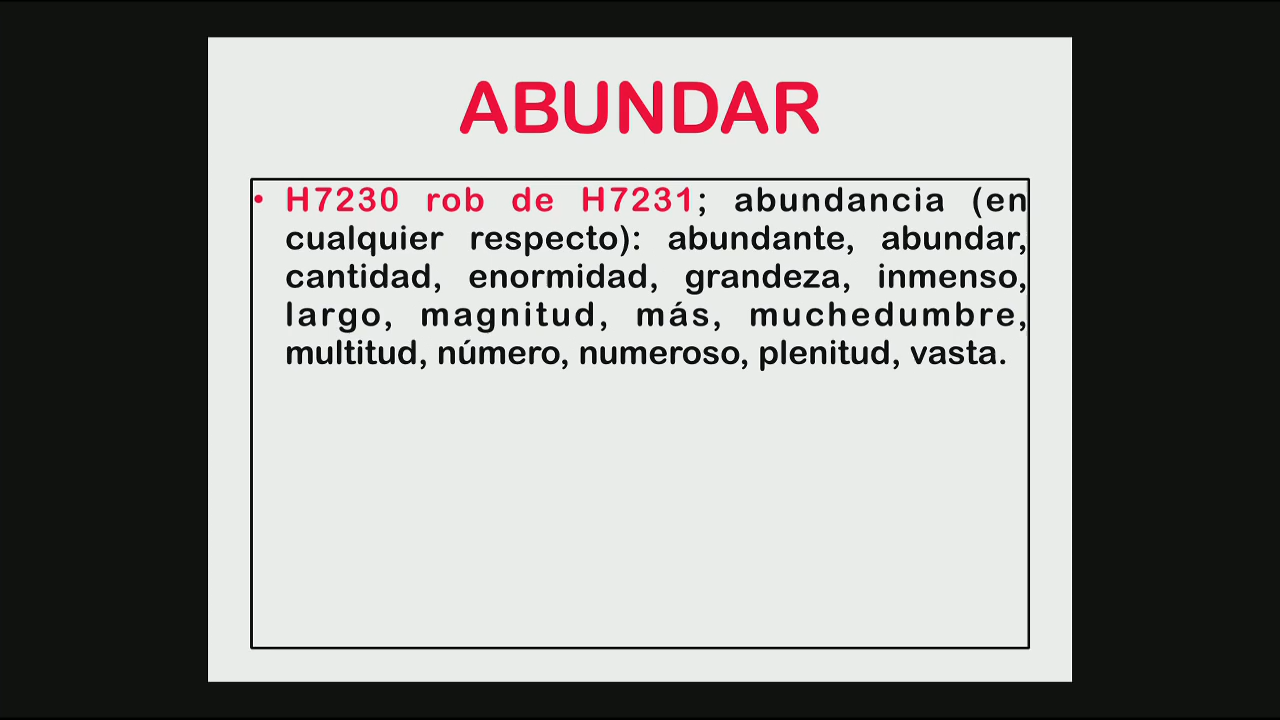 ABUNDAR
• H7230 rob de H7231; abundancia (en
cualquier respecto): abundante, abundar,
cantidad, enormidad, grandeza, inmenso,
largo, magnitud, más, muchedumbre,
multitud, número, numeroso, plenitud, vasta.